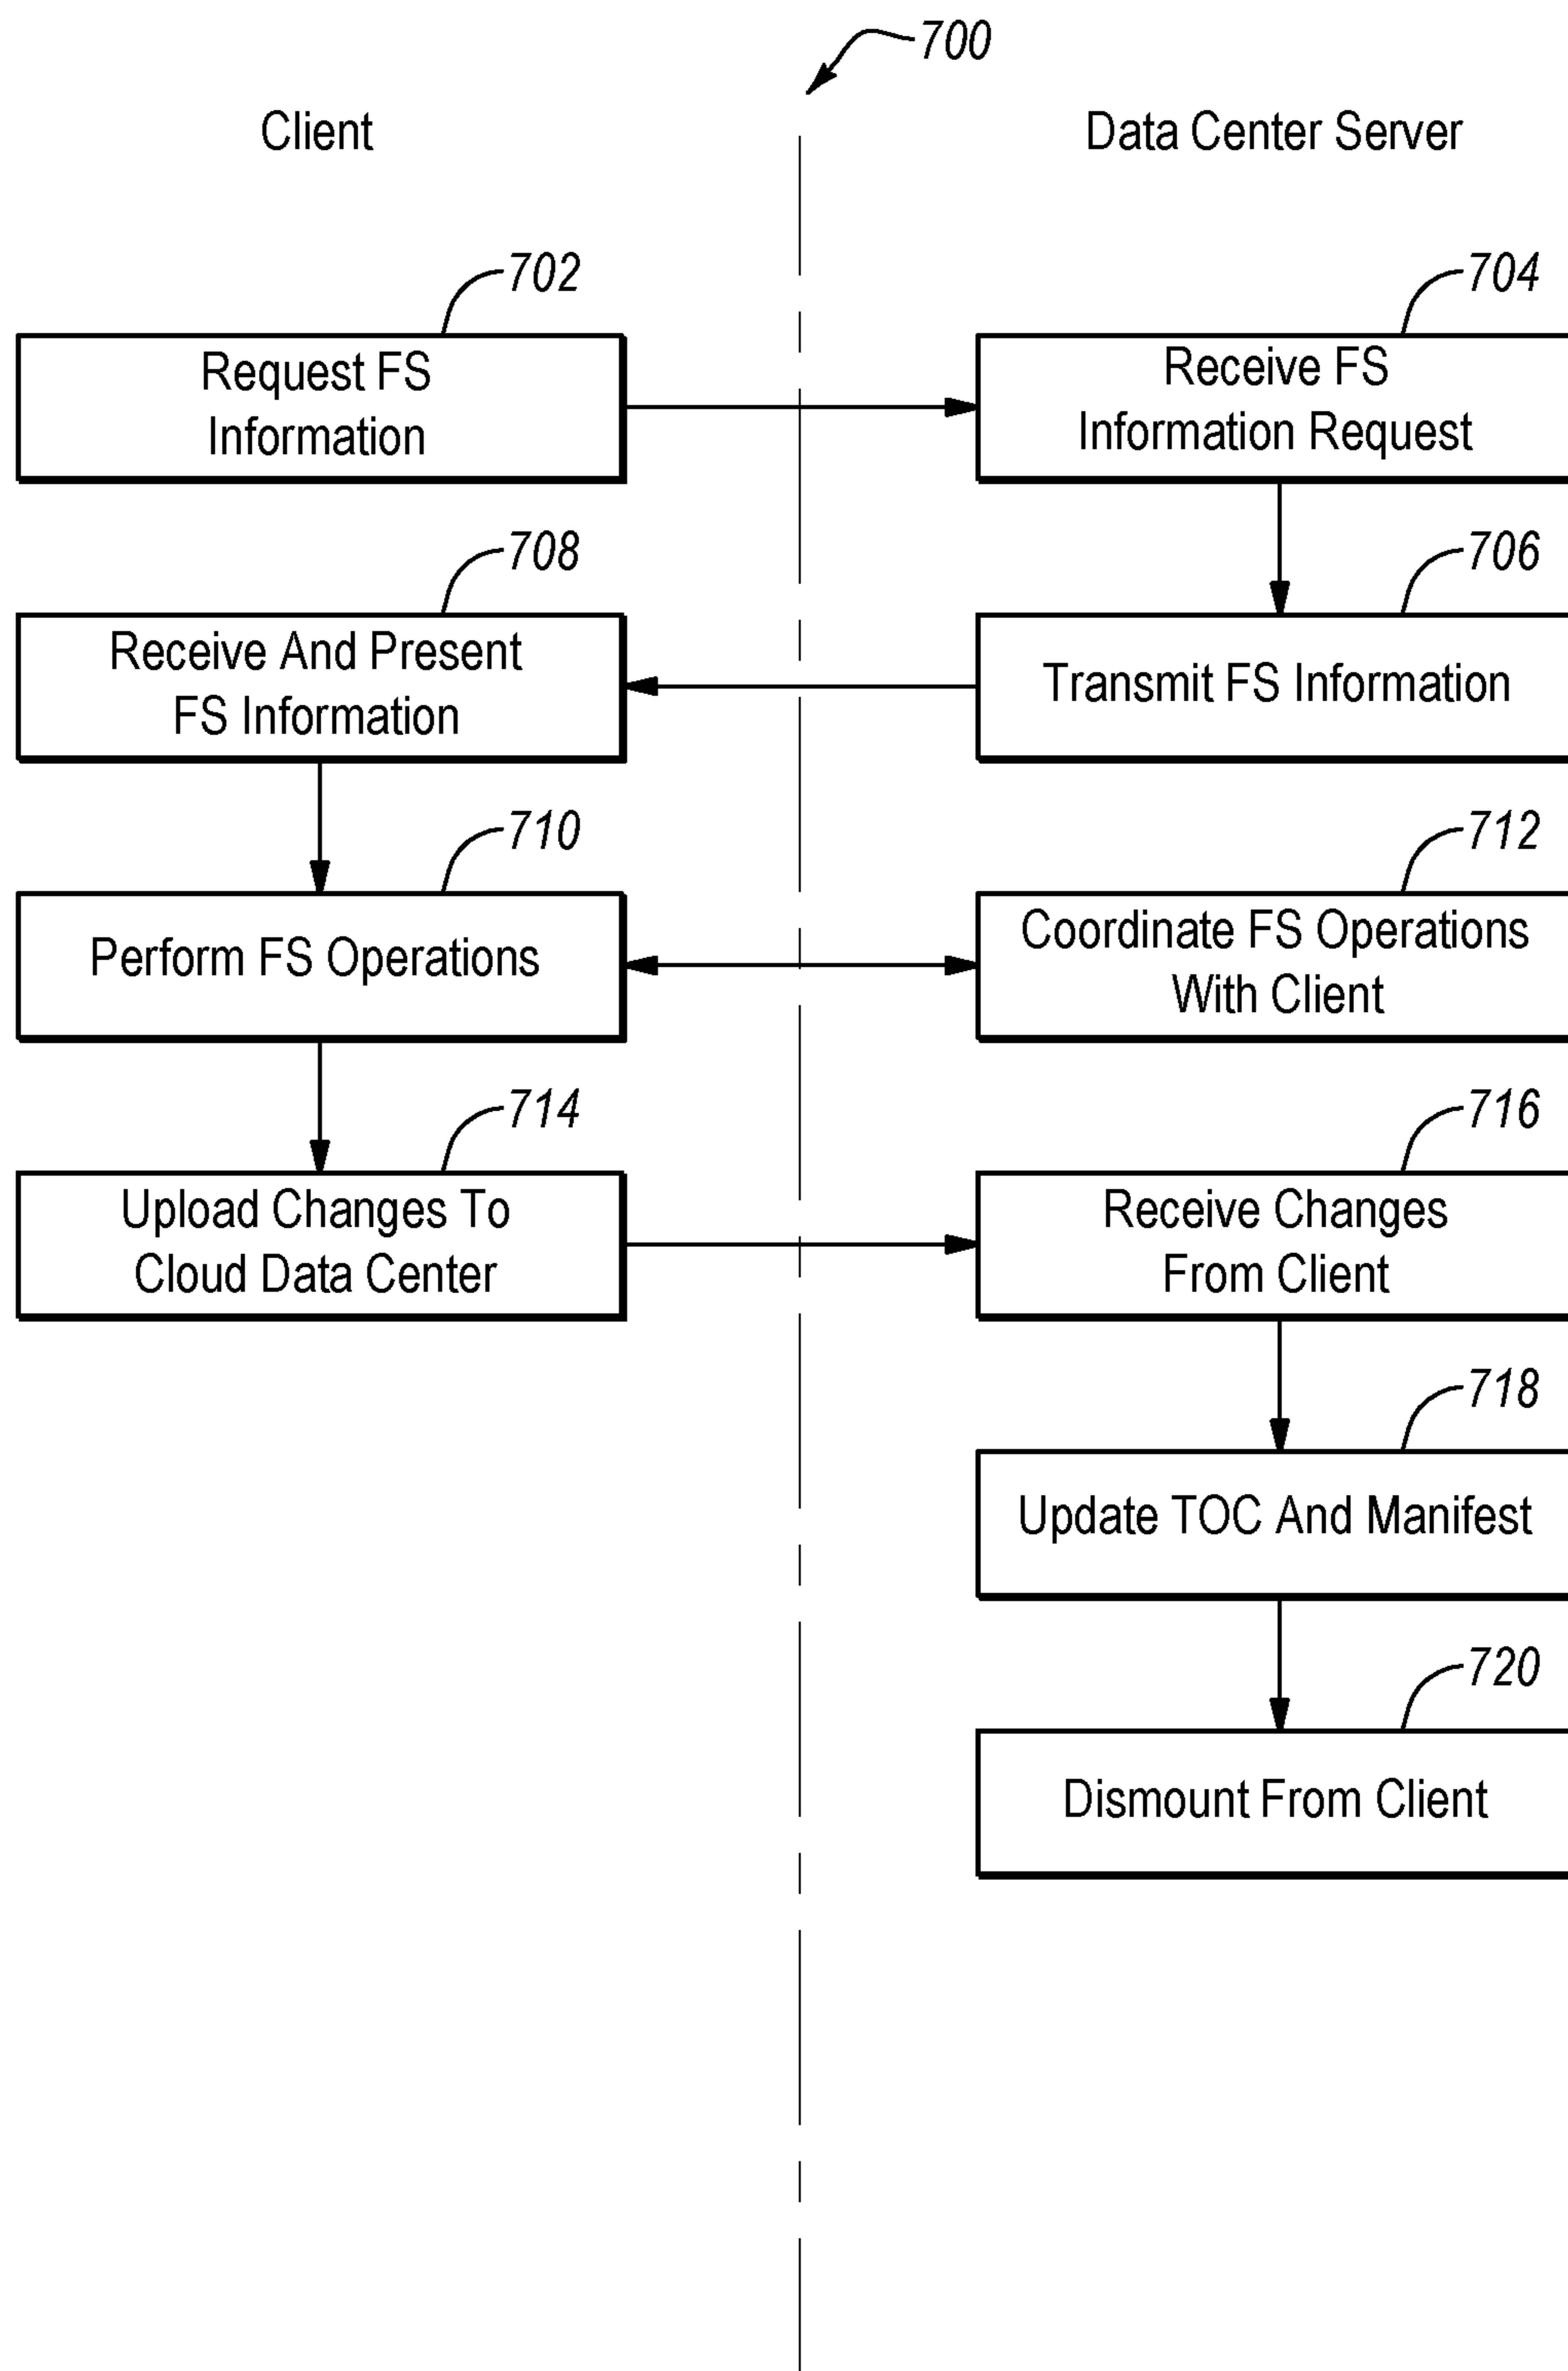 700
Client
Data Center Server
702
Request FS
Information
704
Receive FS
Information Request
706
Transmit FS Information
708
Receive And Present
FS Information
710
Perform FS Operations
712
Coordinate FS Operations
With Client
714
Upload Changes To
Cloud Data Center
716
Receive Changes
From Client
718
Update TOC And Manifest
720
Dismount From Client